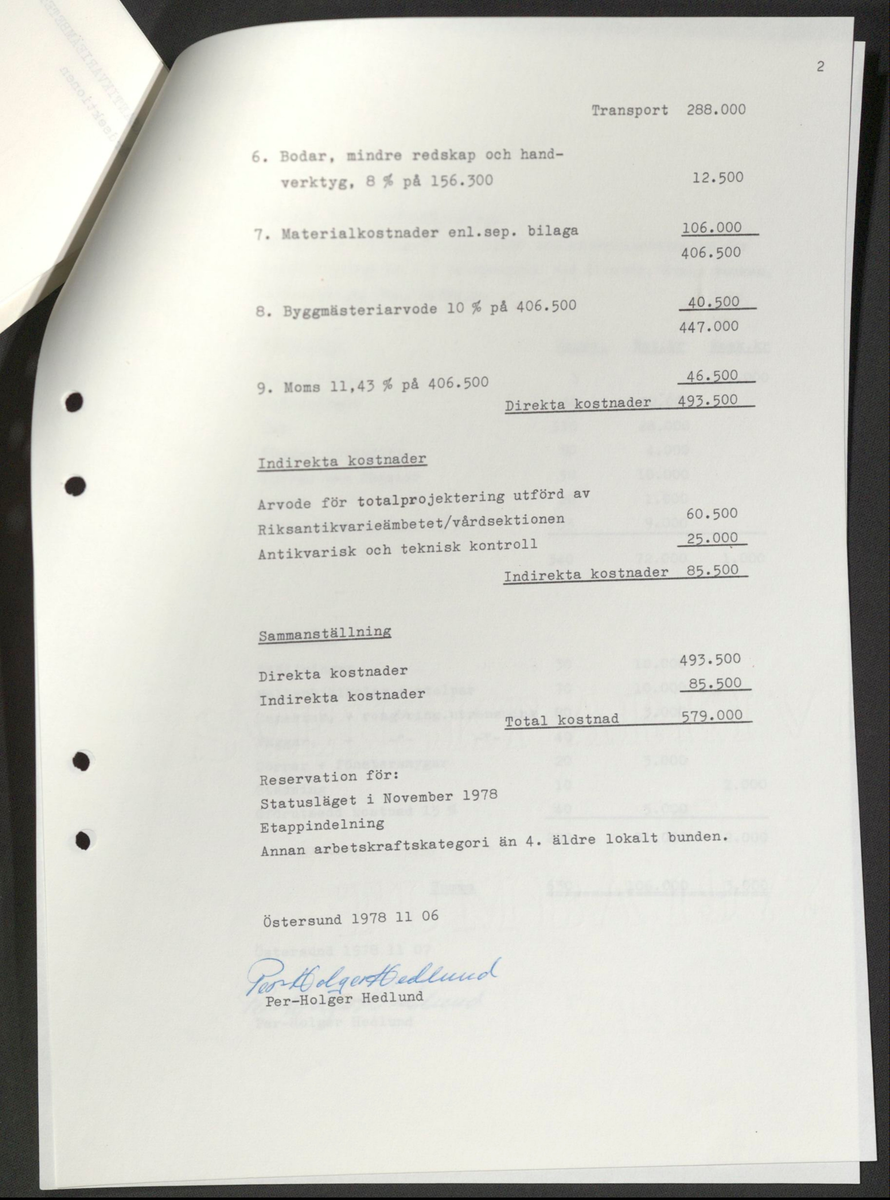 2
Transport 288.000
6. Bodar, mindre redskap och hand-
verktyg, 8 % på 156.300 12.500
7. Materialkostnader enl.sep. bilaga 106.000
406.500
8. Byggmästeriarvode 10 % på 406.500 40.500
447.000
9. Moms 11,43 % på 406.500 46.500
Direkta kostnader 493.500
Indirekta kostnader
Arvode för totalprojektering utförd av
Riksantikvarieämbetet/vårdsektionen 60.500
Antikvarisk och teknisk kontroll 25.000
Indirekta kostnader 85.500
Sammanställning
Direkta kostnader 493.500
Indirekta kostnader 85.500
Total kostnad 579.000
Reservation för:
Statusläget i November 1978
Etappindelning
Annan arbetskraftskategori än 4. äldre lokalt bunden.
Östersund 1978 11 06
Per-Holger Hedlund
Per-Holger Hedlund